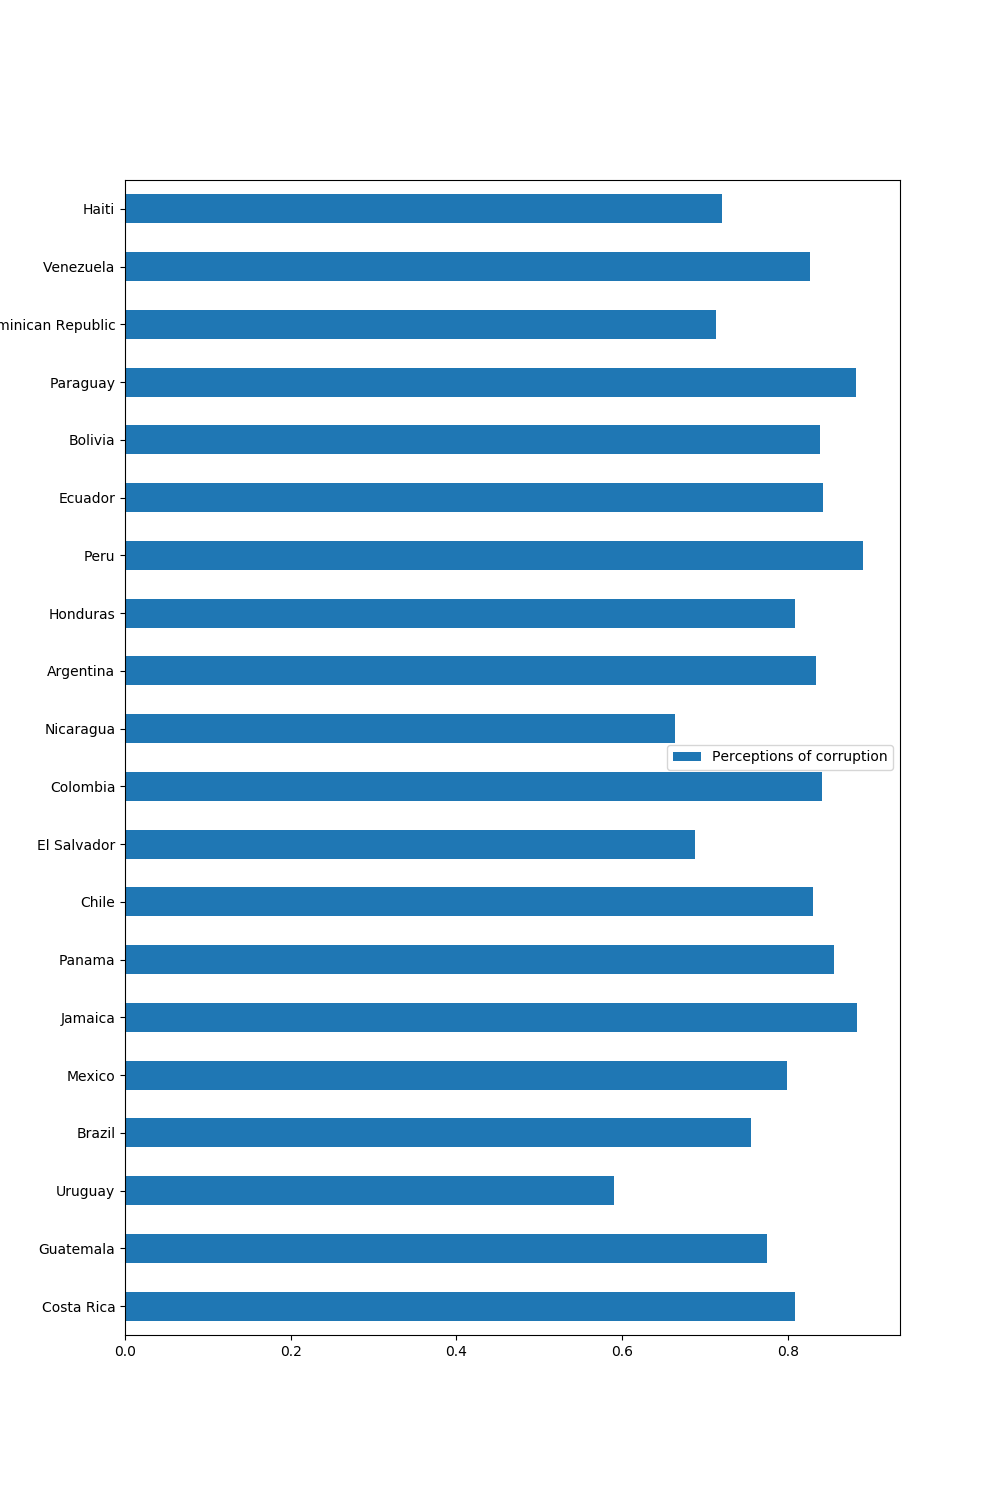 Haiti
Venezuela
minican Republic
Paraguay
Bolivia
Ecuador
Peru
Honduras
Argentina
Nicaragua
Perceptions of corruption
Colombia
El Salvador
Chile
Panama
Jamaica
Mexico
Brazil
Uruguay
Guatemala
Costa Rica
0.0 0.2 0.4 0.6 0.8